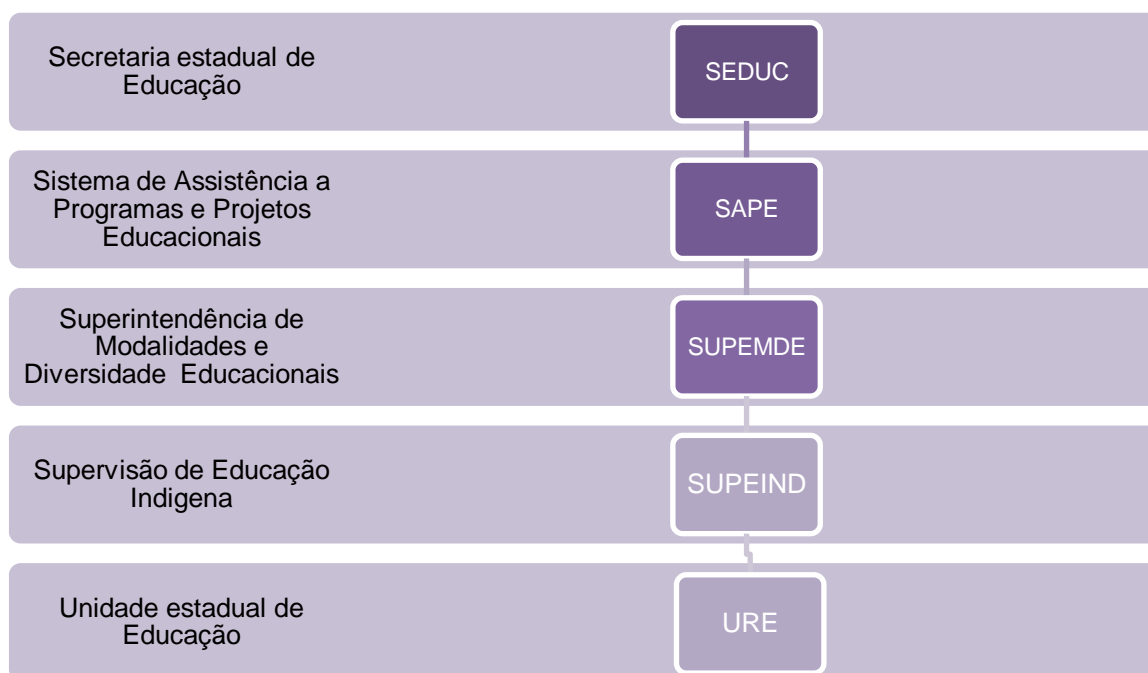 Secretaria estadual de
Educação
SEDUC
Sistema de Assistência a
Programas e Projetos
Educacionais
SAPE
Superintendência de
Modalidades e
Diversidade Educacionais
SUPEMDE
Supervisão de Educação
Indigena
SUPEIND
Unidade estadual de
Educação
URE